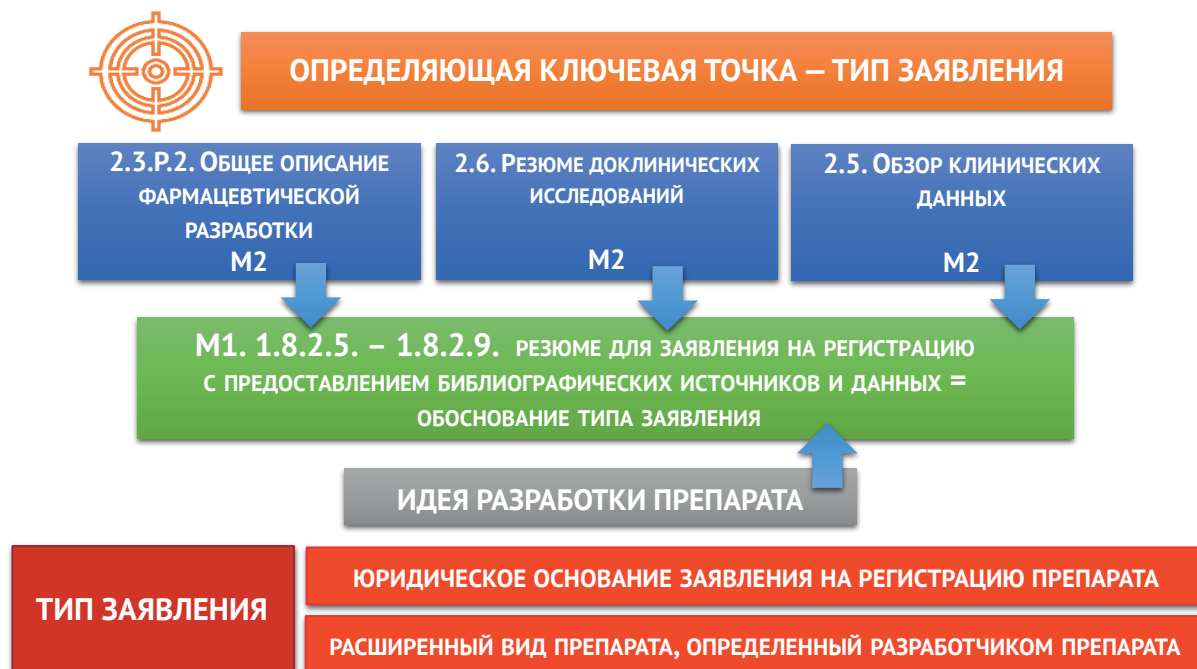 ОПРЕДЕЛЯЮЩАЯ КЛЮЧЕВАЯ ТОЧКА – ТИП ЗАЯВЛЕНИЯ
2.3.Р.2. Общее описание
фармацевтической
разработки
М2
2.6. Резюме доклинических
исследований
М2
2.5. Обзор клинических
данных
М2
М1. 1.8.2.5. – 1.8.2.9. резюме для заявления на регистрацию
с предоставлением библиографических источников и данных =
обоснование типа заявления
ИДЕЯ РАЗРАБОТКИ ПРЕПАРАТА
ТИП ЗАЯВЛЕНИЯ
юридическое основание заявления на регистрацию препарата
расширенный вид препарата, определенный разработчиком препарата